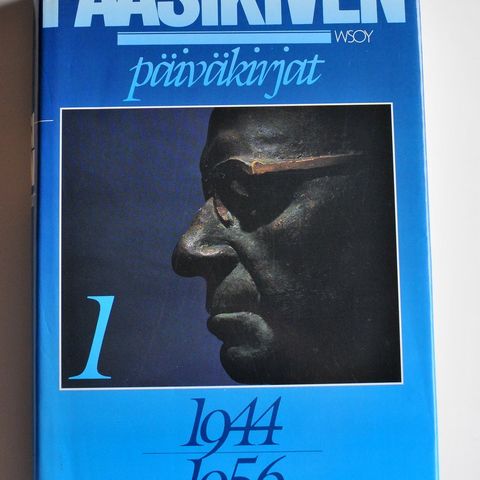 PAASIKIVEN
WSOY
päiväkirjat
1
1944
1956